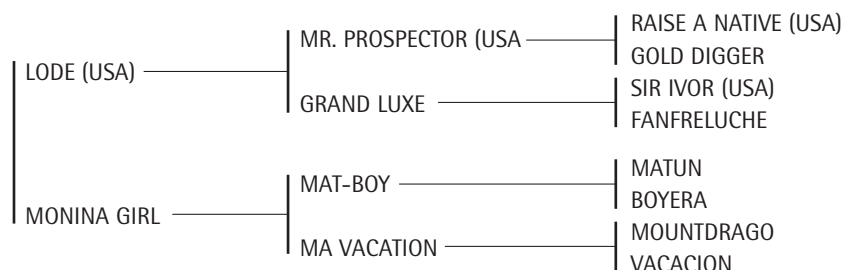 RAISE A NATIVE (USA)
MR. PROSPECTOR (USA
GOLD DIGGER
LODE (USA)
SIR IVOR (USA)
GRAND LUXE
FANFRELUCHE
MATUN
MAT-BOY
BOYERA
MONINA GIRL
MOUNTDRAGO
MA VACATION
VACACION